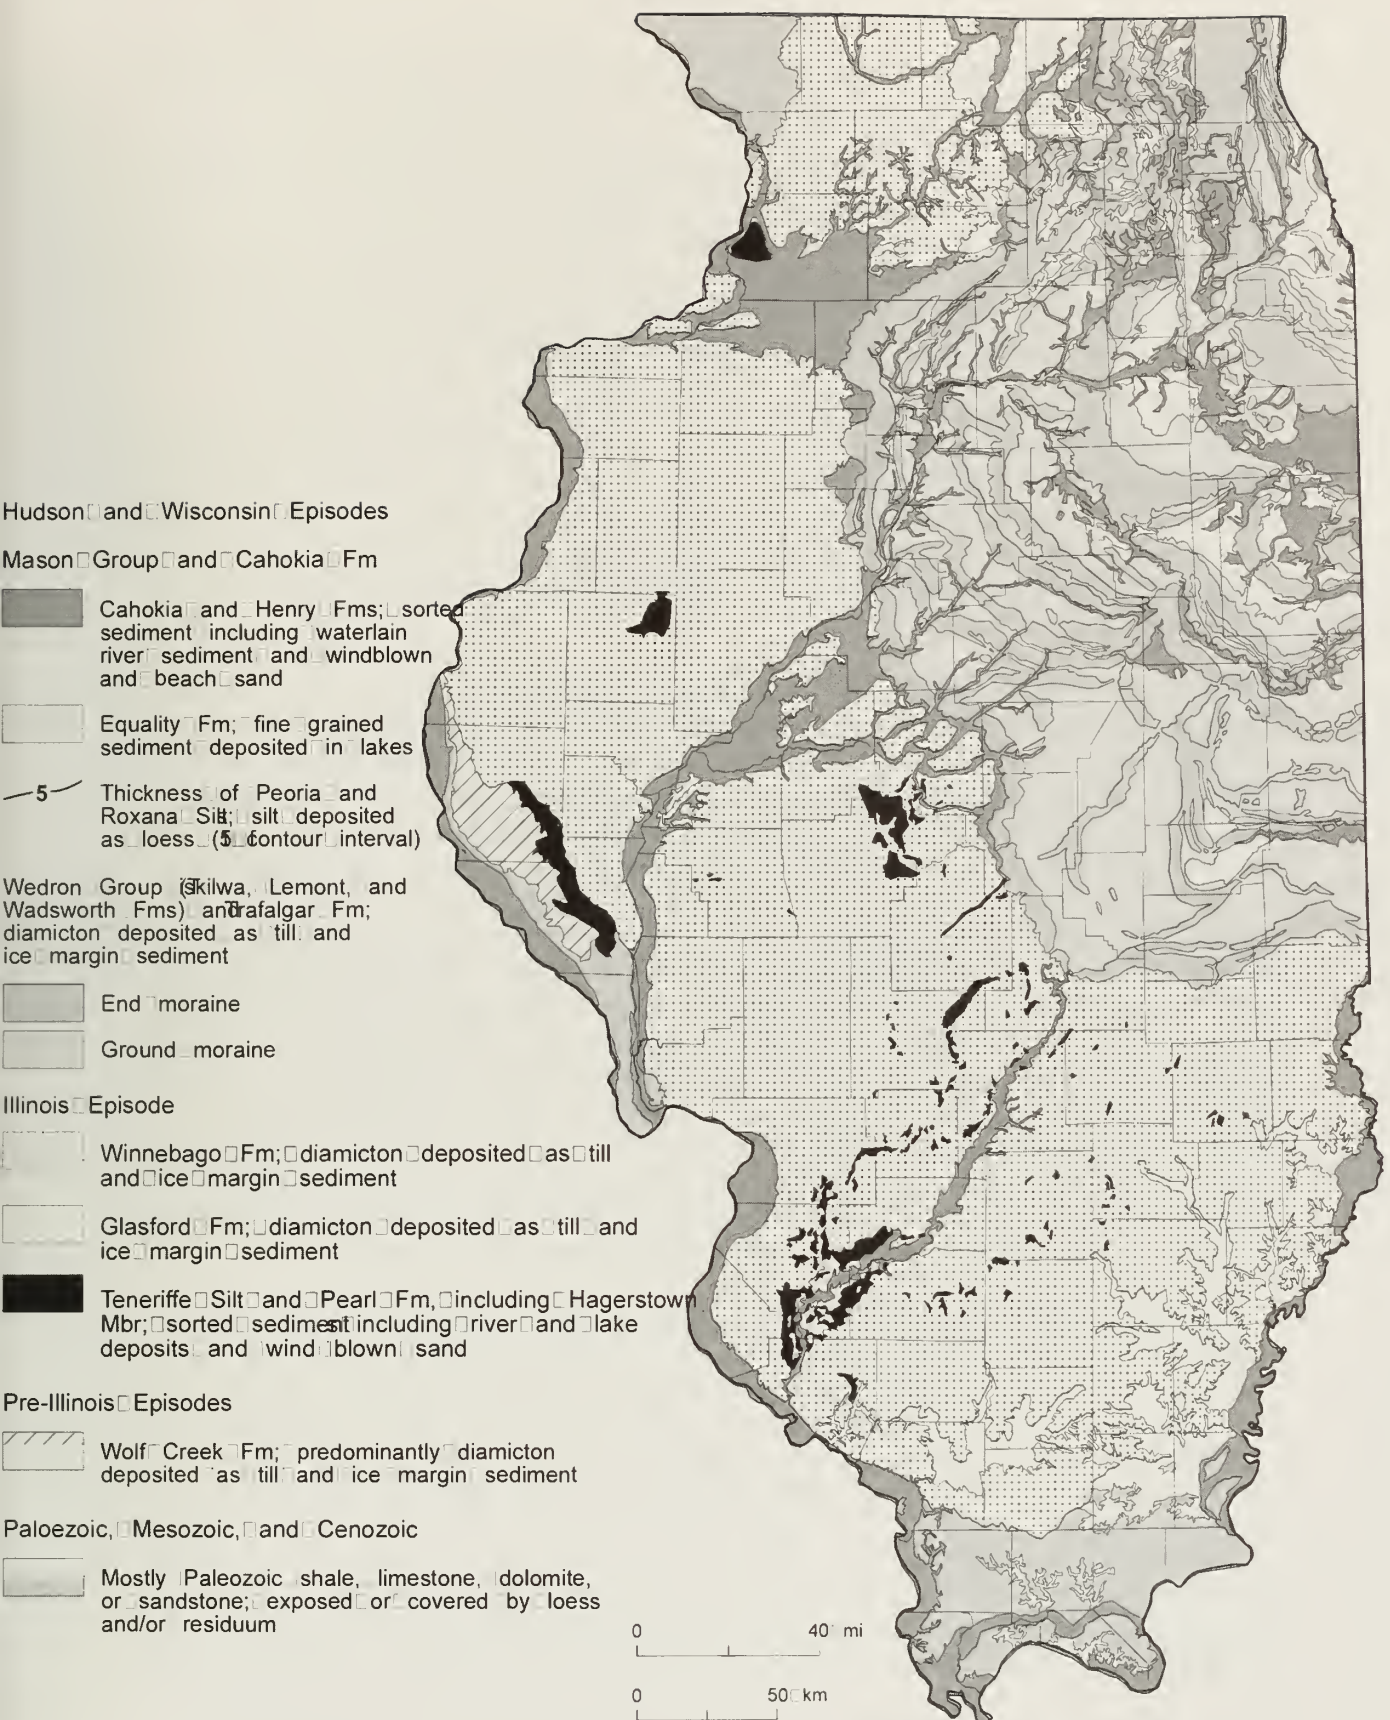 Hudson and Wisconsin Episodes
Mason Group and Cahokia Fm
Cahokia and Henry Fms; sorted
sediment including waterlain
river sediment and windblown
and beach sand
Equality Fm; fine grained
sediment deposited in lakes
5
Thickness of Peoria and
Roxana Silt; silt deposited
as loess (5 contour interval)
Wedron Group (Tiskilwa, Lemont, and
Wadsworth Fms) and Trafalgar Fm;
diamicton deposited as till and
ice margin sediment
End moraine
Ground moraine
Illinois Episode
Winnebago Fm; diamicton deposited as till
and ice margin sediment
Glasford Fm; diamicton deposited as till and
ice margin sediment
Teneriffe Silt and Pearl Fm, including Hagerstown
Mbr; sorted sediment including river and lake
deposits and wind blown sand
Pre-Illinois Episodes
Wolf Creek Fm; predominantly diamicton
deposited as till and ice margin sediment
Paloezoic, Mesozoic, and Cenozoic
Mostly Paleozoic shale, limestone, dolomite,
or sandstone; exposed or covered by loess
and/or residuum
0 40 mi
0 50 km